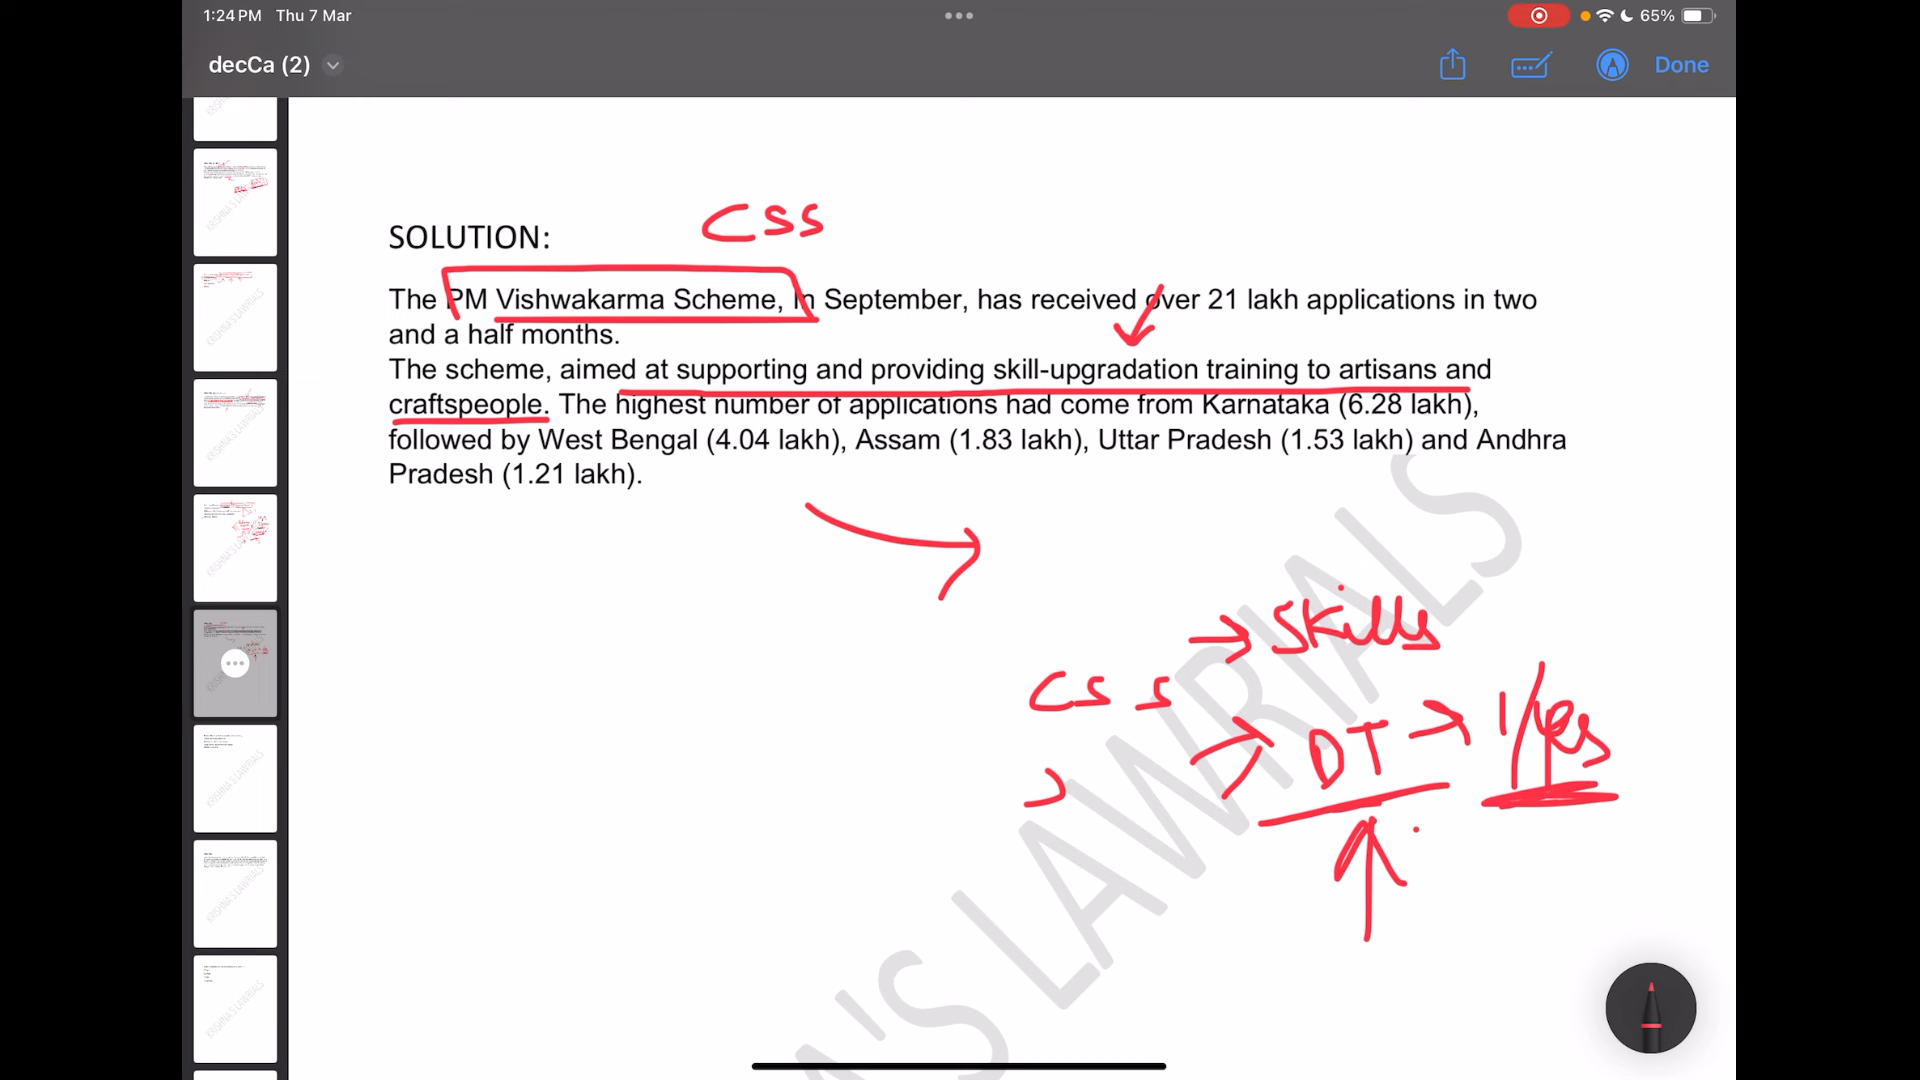 1:24 PM Thu 7 Mar
65%
decCa (2)
Done
CSS
SOLUTION:
The PM Vishwakarma Scheme, In September, has received over 21 lakh applications in two
and a half months.
The scheme, aimed at supporting and providing skill-upgradation training to artisans and
craftspeople. The highest number of applications had come from Karnataka (6.28 lakh),
followed by West Bengal (4.04 lakh), Assam (1.83 lakh), Uttar Pradesh (1.53 lakh) and Andhra
Pradesh (1.21 lakh).
→ Skills
CSS
→ DT →
'S LAWRIALS